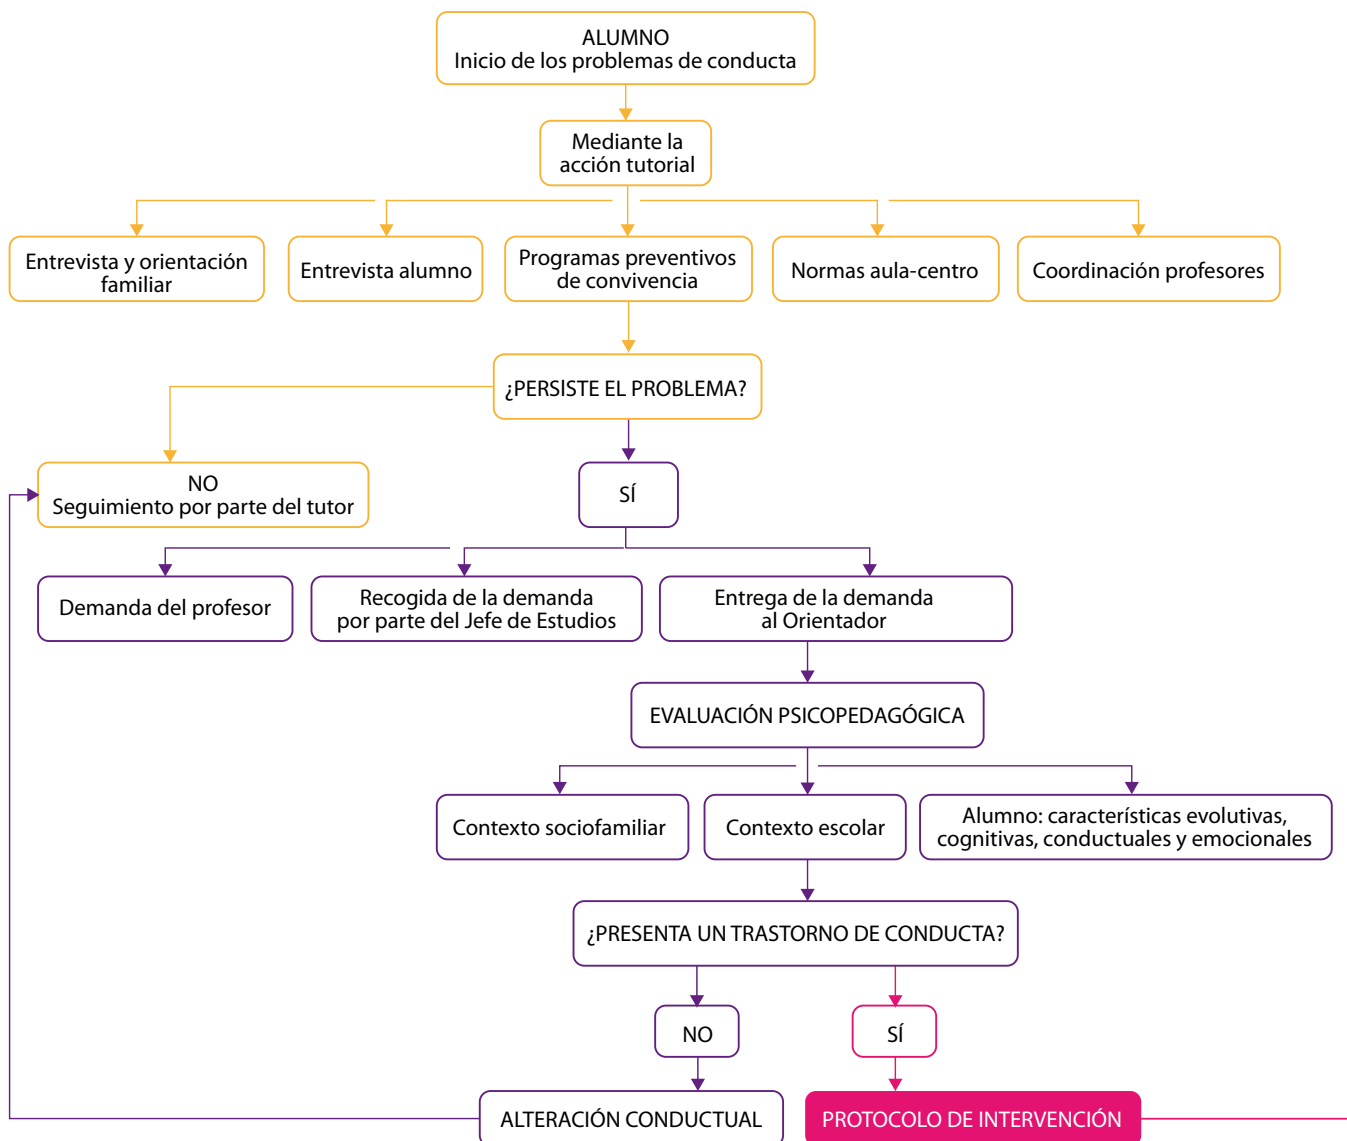 ALUMNO
Inicio de los problemas de conducta
Mediante la
acción tutorial
Entrevista y orientación
familiar
Entrevista alumno
Programas preventivos
de convivencia
Normas aula-centro
Coordinación profesores
¿PERSISTE EL PROBLEMA?
NO
Seguimiento por parte del tutor
SÍ
Demanda del profesor
Recogida de la demanda
por parte del Jefe de Estudios
Entrega de la demanda
al Orientador
EVALUACIÓN PSICOPEDAGÓGICA
Contexto sociofamiliar
Contexto escolar
Alumno: características evolutivas,
cognitivas, conductuales y emocionales
¿PRESENTA UN TRASTORNO DE CONDUCTA?
NO
SÍ
ALTERACIÓN CONDUCTUAL
PROTOCOLO DE INTERVENCIÓN